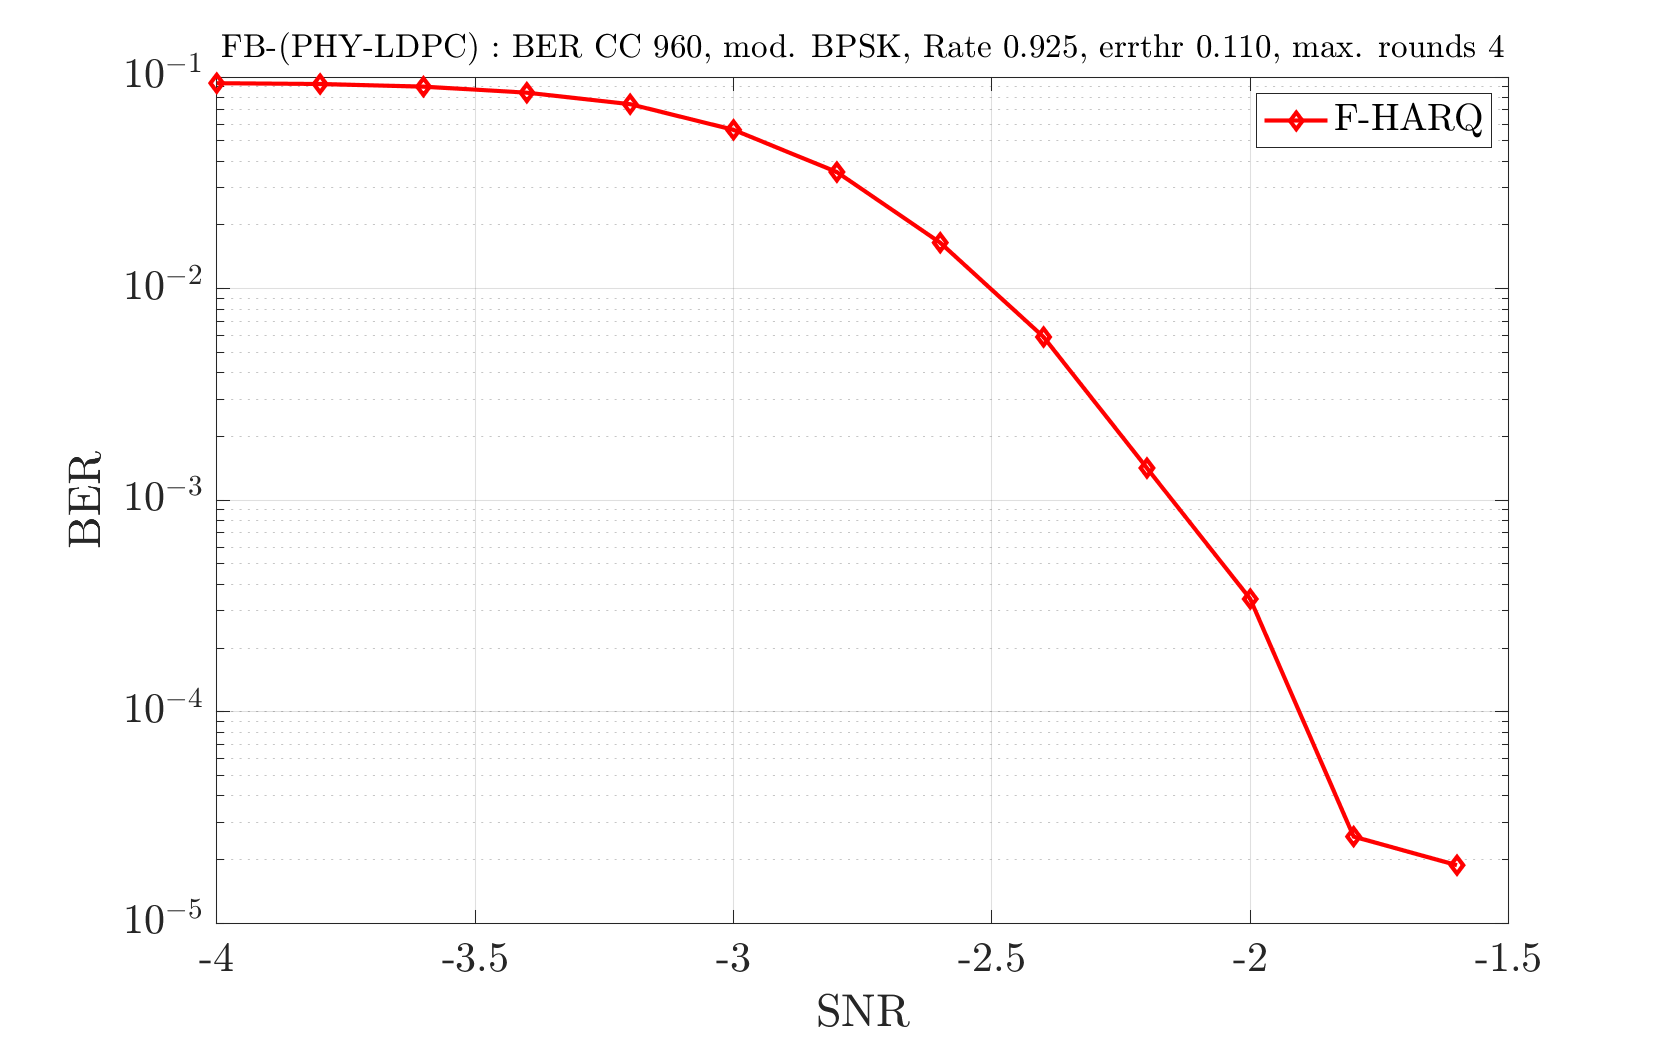 FB-(PHY-LDPC) : BER CC 960, mod. BPSK, Rate 0.925, errthr 0.110, max. rounds 4
F-HARQ
BER
10⁻¹
10⁻²
10⁻³
10⁻⁴
10⁻⁵
-4 -3.5 -3 -2.5 -2 -1.5
SNR